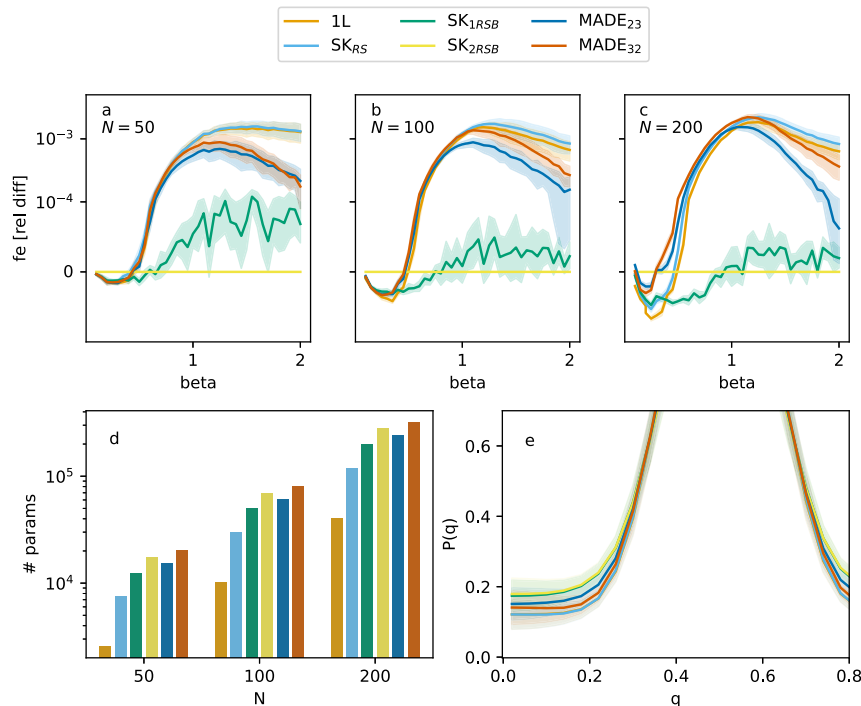 1L SK_1RSB MADE_23
SK_RS SK_2RSB MADE_32
a b c
N = 50 N = 100 N = 200
fe [rel diff]
10^-3
10^-4
0
1 2 1 2 1 2
beta beta beta
d e
# params
10^5
10^4
50 100 200
N
P(q)
0.6
0.4
0.2
0.0
0.0 0.2 0.4 0.6 0.8
q